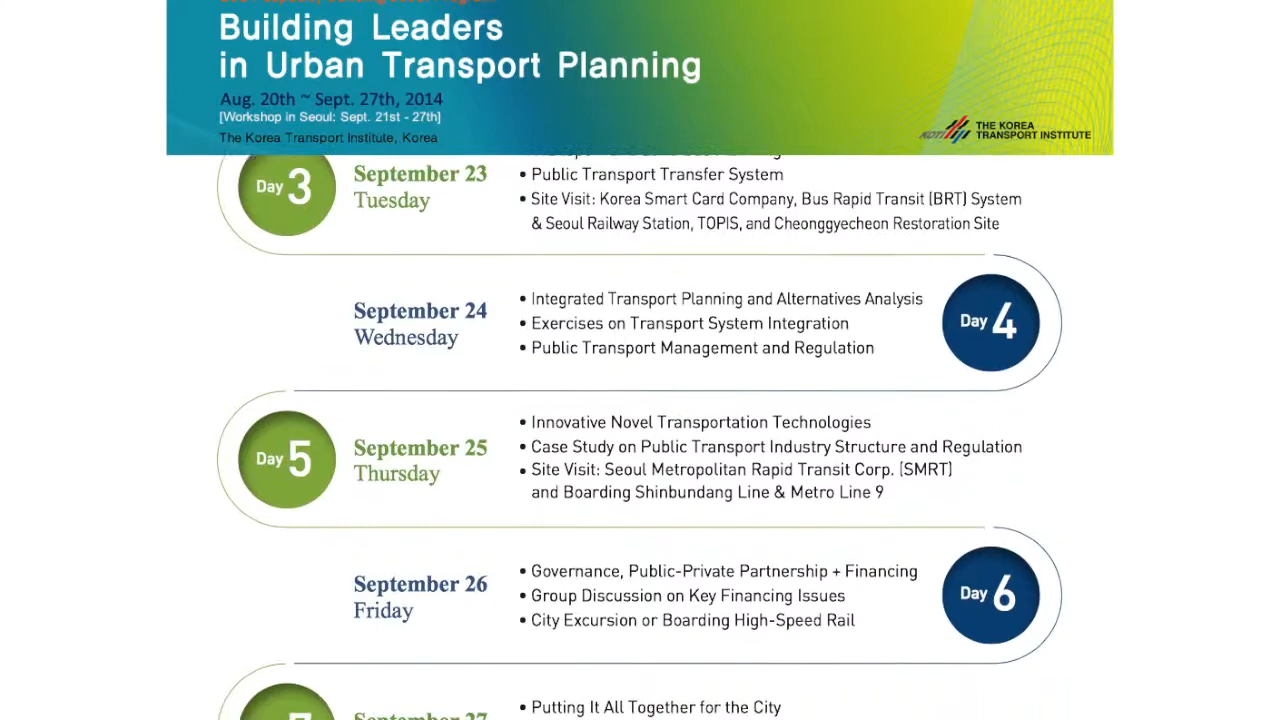 Building Leaders
in Urban Transport Planning
Aug. 20th ~ Sept. 27th, 2014
[Workshop in Seoul: Sept. 21st - 27th]
The Korea Transport Institute, Korea
KOTI
THE KOREA
TRANSPORT INSTITUTE
Day 3
September 23
Tuesday
• Public Transport Transfer System
• Site Visit: Korea Smart Card Company, Bus Rapid Transit (BRT) System
& Seoul Railway Station, TOPIS, and Cheonggyecheon Restoration Site
September 24
Wednesday
• Integrated Transport Planning and Alternatives Analysis
• Exercises on Transport System Integration
• Public Transport Management and Regulation
Day 4
Day 5
September 25
Thursday
• Innovative Novel Transportation Technologies
• Case Study on Public Transport Industry Structure and Regulation
• Site Visit: Seoul Metropolitan Rapid Transit Corp. (SMRT)
and Boarding Shinbundang Line & Metro Line 9
September 26
Friday
• Governance, Public-Private Partnership + Financing
• Group Discussion on Key Financing Issues
• City Excursion or Boarding High-Speed Rail
Day 6
September 27
• Putting It All Together for the City